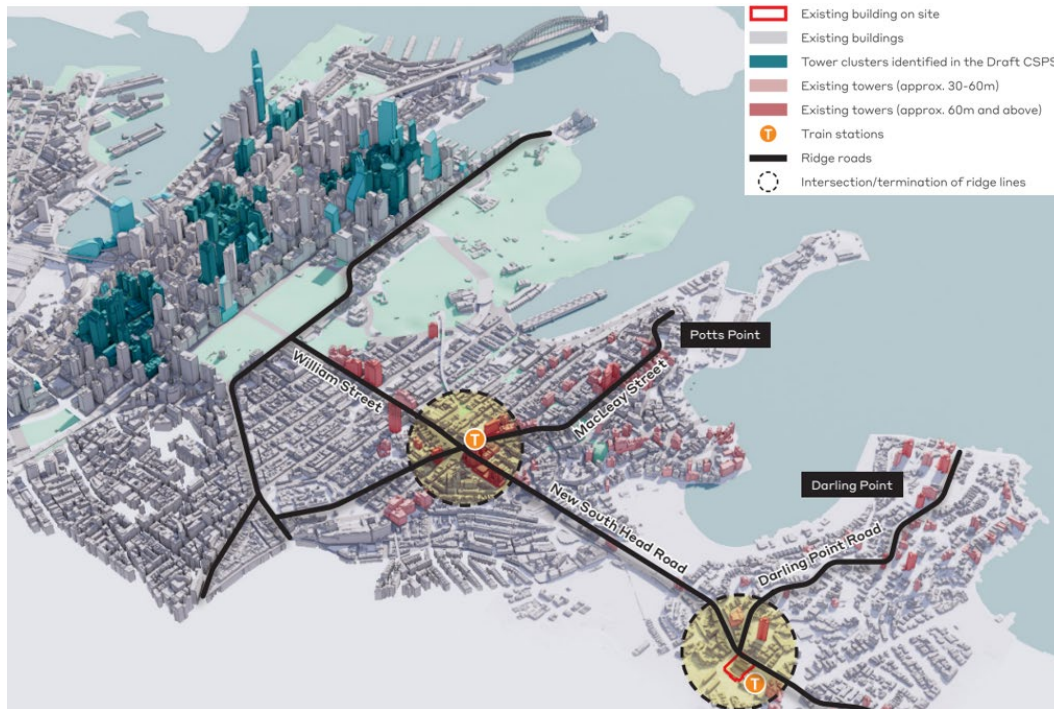 Existing building on site
Existing buildings
Tower clusters identified in the Draft CSPS
Existing towers (approx. 30-60m)
Existing towers (approx. 60m and above)
T
Train stations
Ridge roads
Intersection/termination of ridge lines
Potts Point
William Street
MacLeay Street
T
Darling Point
New South Head Road
Darling Point Road
T